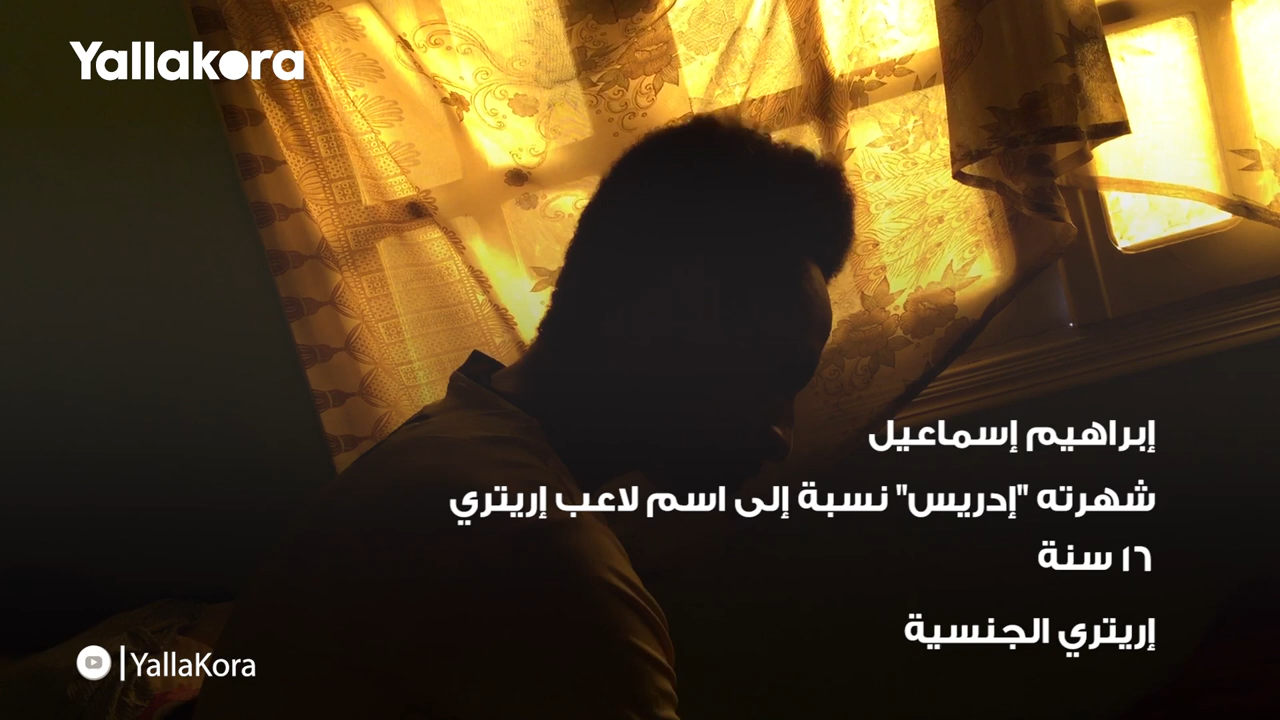 Yallakora
إبراهيم إسماعيل
شهرته "إدريس" نسبة إلى اسم لاعب إريتري
١٦ سنة
إريتري الجنسية
YallaKora